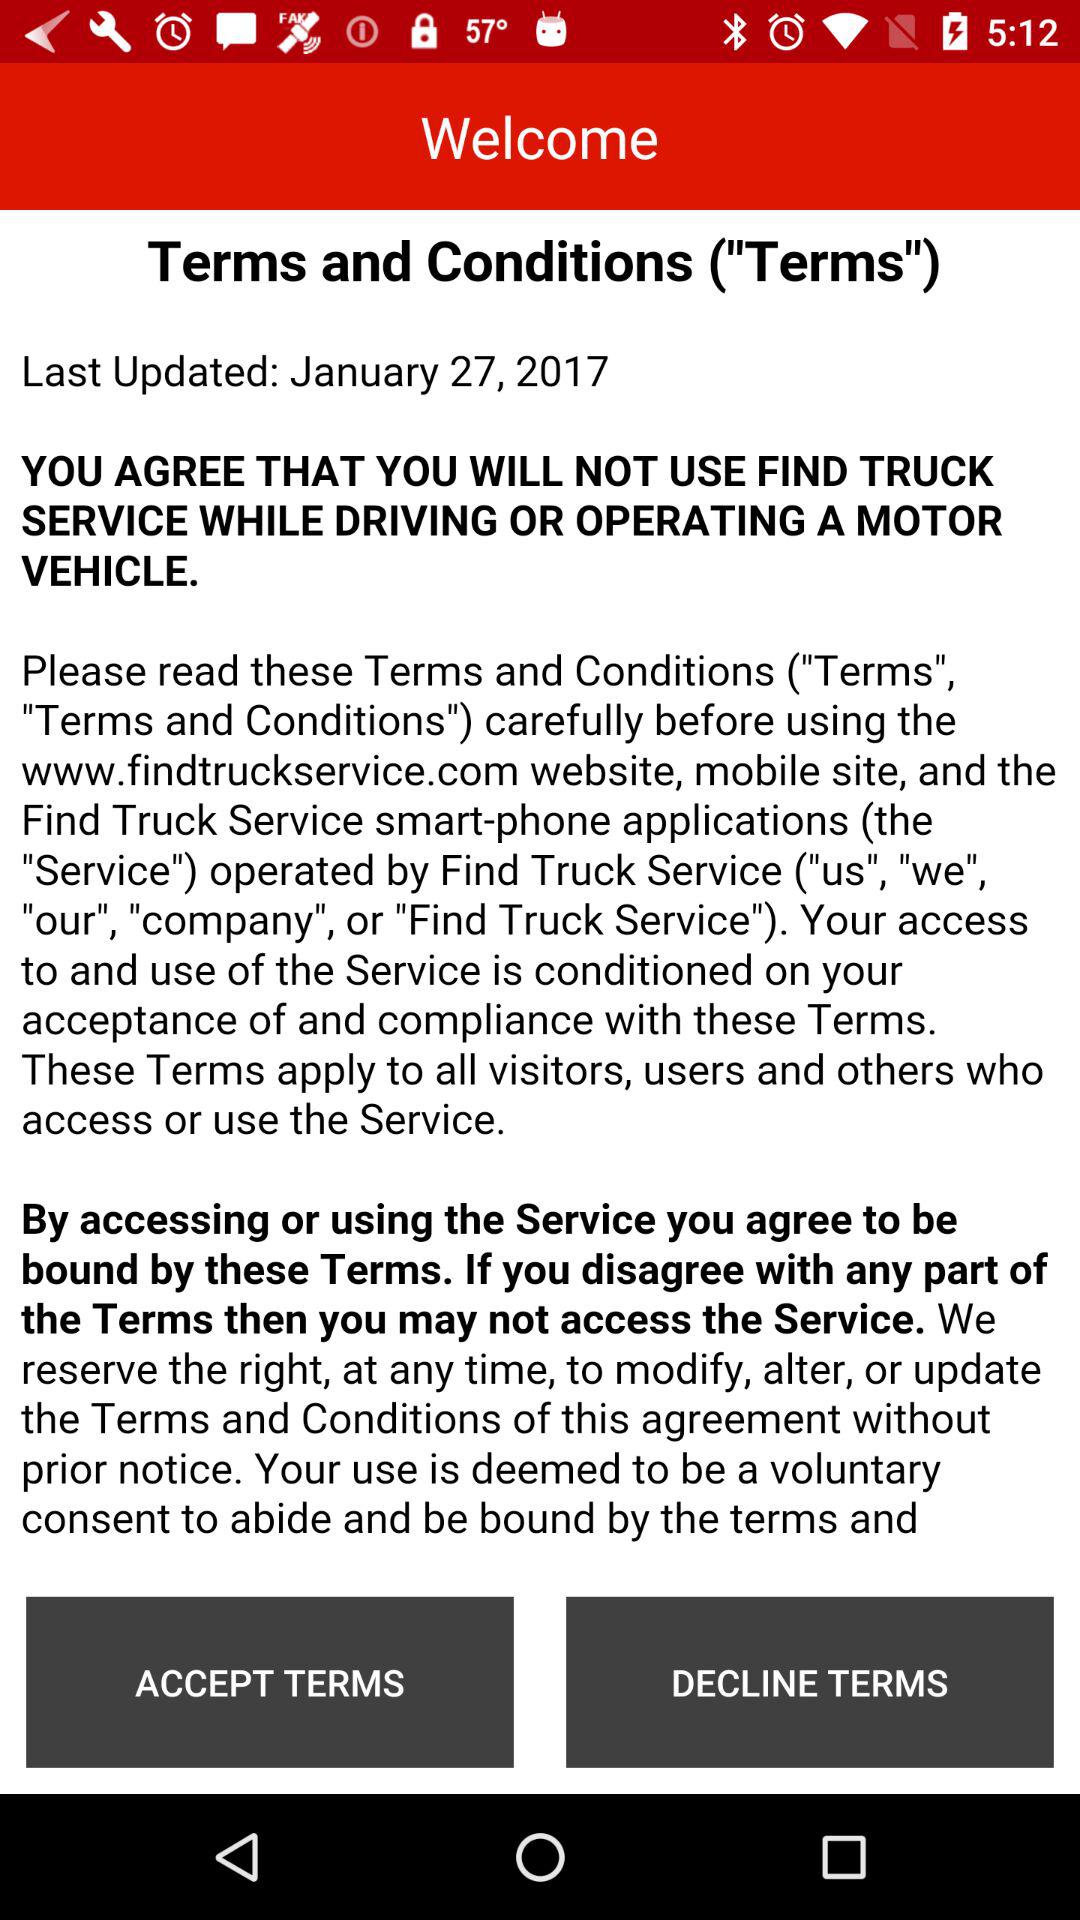 FAKE 57° 5:12
Welcome
Terms and Conditions ("Terms")
Last Updated: January 27, 2017
YOU AGREE THAT YOU WILL NOT USE FIND TRUCK
SERVICE WHILE DRIVING OR OPERATING A MOTOR
VEHICLE.
Please read these Terms and Conditions ("Terms",
"Terms and Conditions") carefully before using the
www.findtruckservice.com website, mobile site, and the
Find Truck Service smart-phone applications (the
"Service") operated by Find Truck Service ("us", "we",
"our", "company", or "Find Truck Service"). Your access
to and use of the Service is conditioned on your
acceptance of and compliance with these Terms.
These Terms apply to all visitors, users and others who
access or use the Service.
By accessing or using the Service you agree to be
bound by these Terms. If you disagree with any part of
the Terms then you may not access the Service. We
reserve the right, at any time, to modify, alter, or update
the Terms and Conditions of this agreement without
prior notice. Your use is deemed to be a voluntary
consent to abide and be bound by the terms and
ACCEPT TERMS
DECLINE TERMS